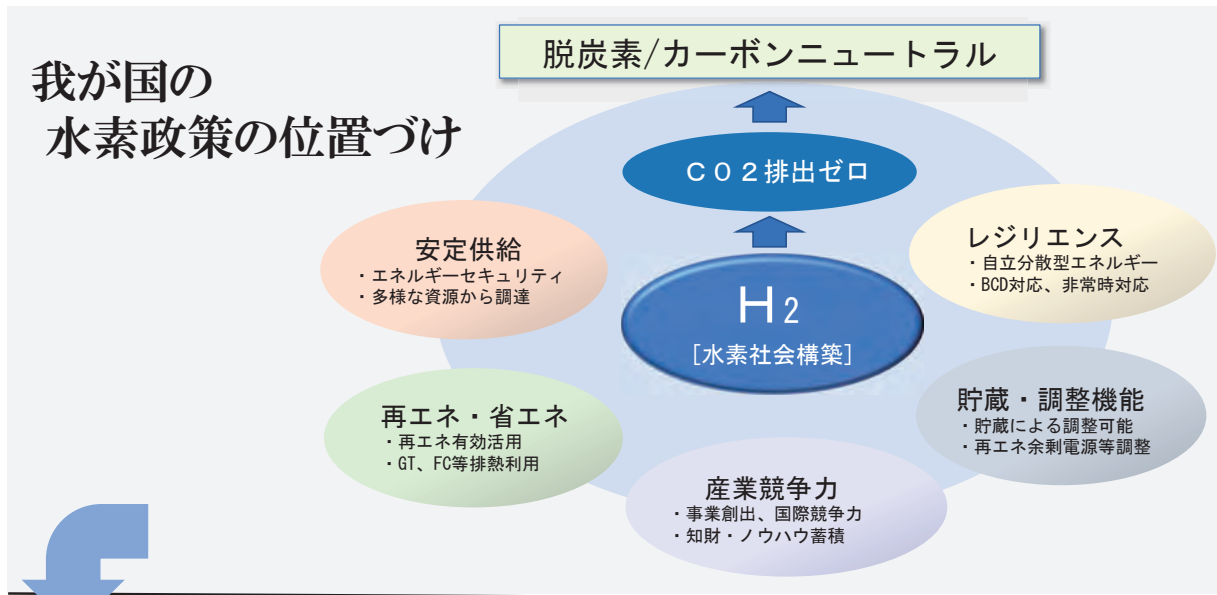 我が国の
水素政策の位置づけ
脱炭素/カーボンニュートラル
CO2排出ゼロ
H2
[水素社会構築]
安定供給
・エネルギーセキュリティ
・多様な資源から調達
レジリエンス
・自立分散型エネルギー
・BCD対応、非常時対応
再エネ・省エネ
・再エネ有効活用
・GT、FC等排熱利用
貯蔵・調整機能
・貯蔵による調整可能
・再エネ余剰電源等調整
産業競争力
・事業創出、国際競争力
・知財・ノウハウ蓄積